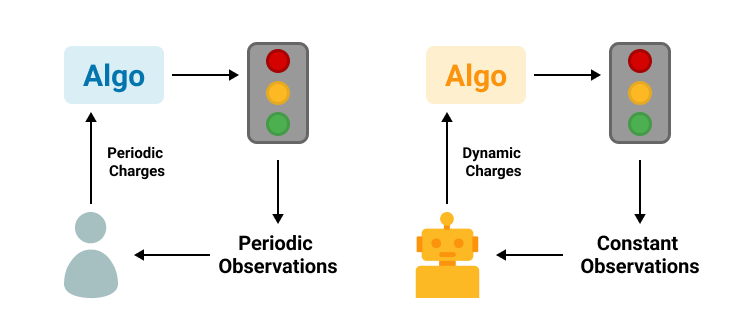 Algo
Periodic
Charges
Periodic
Observations
Algo
Dynamic
Charges
Constant
Observations